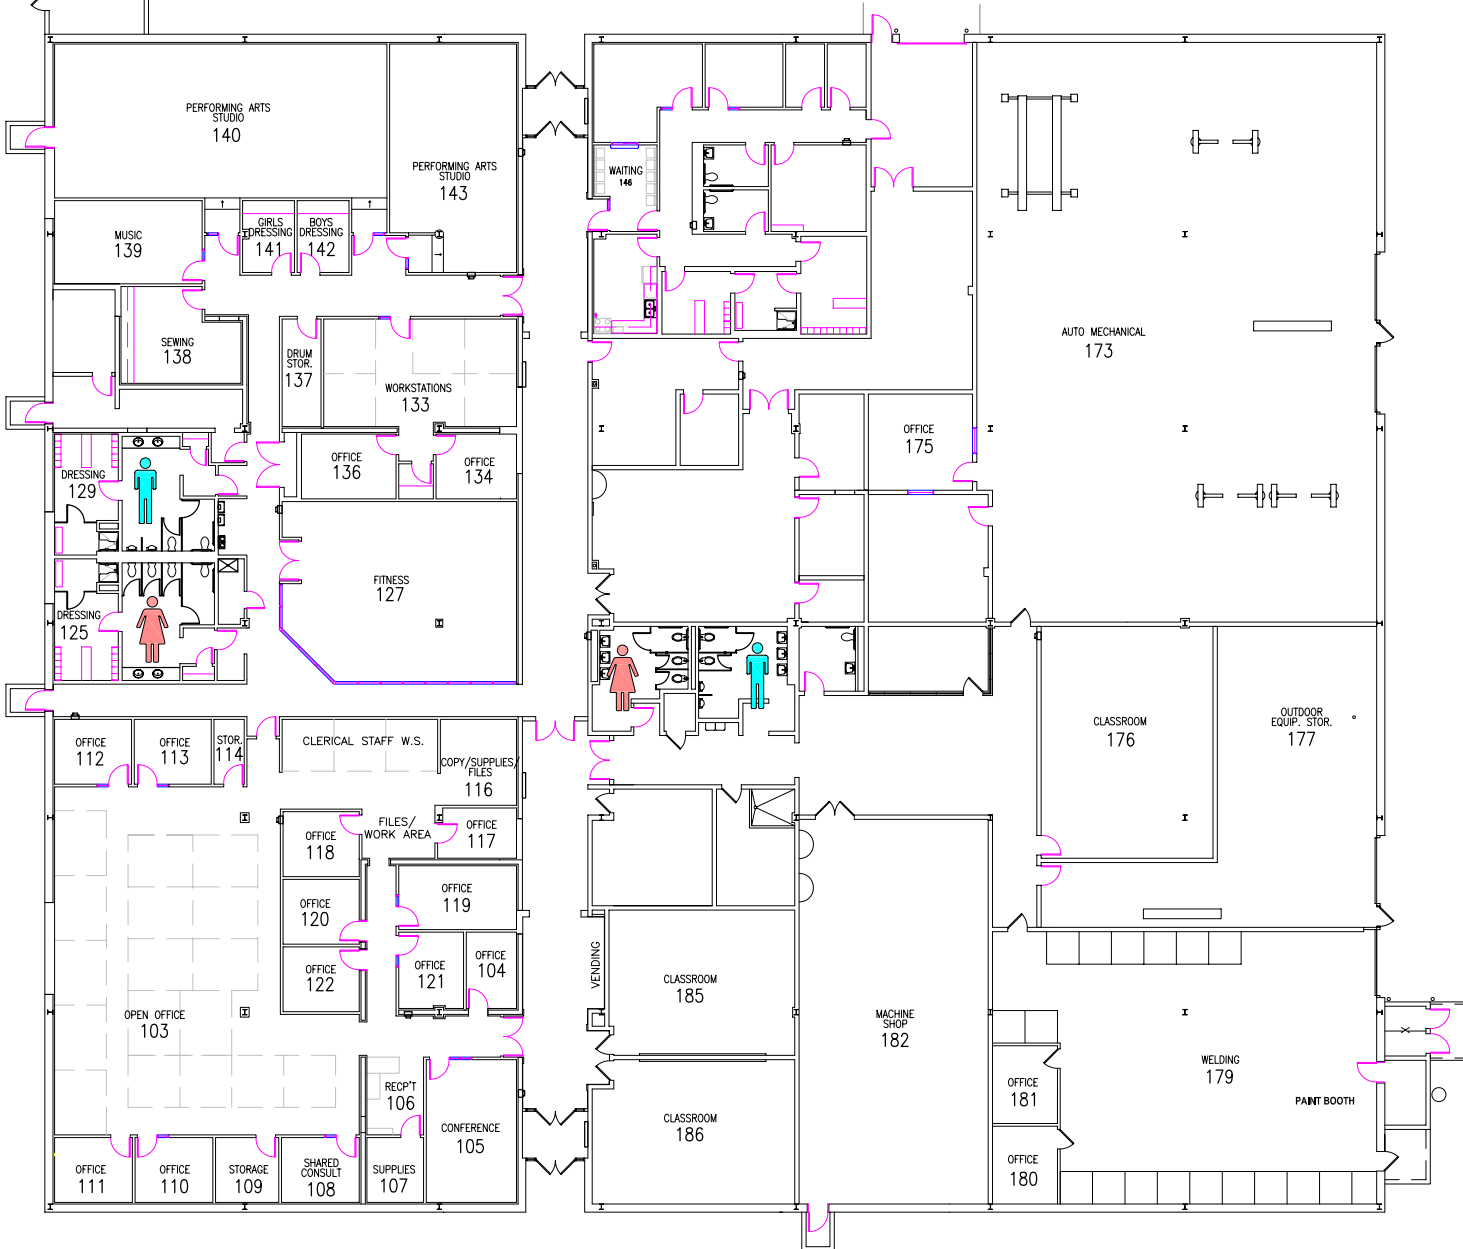 PERFORMING ARTS
STUDIO
140
PERFORMING ARTS
STUDIO
143
WAITING
146
MUSIC
139
GIRLS
DRESSING
141
BOYS
DRESSING
142
AUTO MECHANICAL
173
SEWING
138
DRUM
STOR.
137
WORKSTATIONS
133
OFFICE
175
OFFICE
136
OFFICE
134
DRESSING
129
FITNESS
127
DRESSING
125
CLASSROOM
176
OUTDOOR
EQUIP. STOR.
177
OFFICE
112
OFFICE
113
STOR.
114
CLERICAL STAFF W.S.
COPY/SUPPLIES/
FILES
116
FILES/
WORK AREA
OFFICE
117
OFFICE
118
OFFICE
119
OFFICE
120
OFFICE
121
OFFICE
104
OFFICE
122
VENDING
CLASSROOM
185
OPEN OFFICE
103
MACHINE
SHOP
182
WELDING
179
OFFICE
181
PAINT BOOTH
RECP'T
106
CONFERENCE
105
CLASSROOM
186
OFFICE
111
OFFICE
110
STORAGE
109
SHARED
CONSULT
108
SUPPLIES
107
OFFICE
180